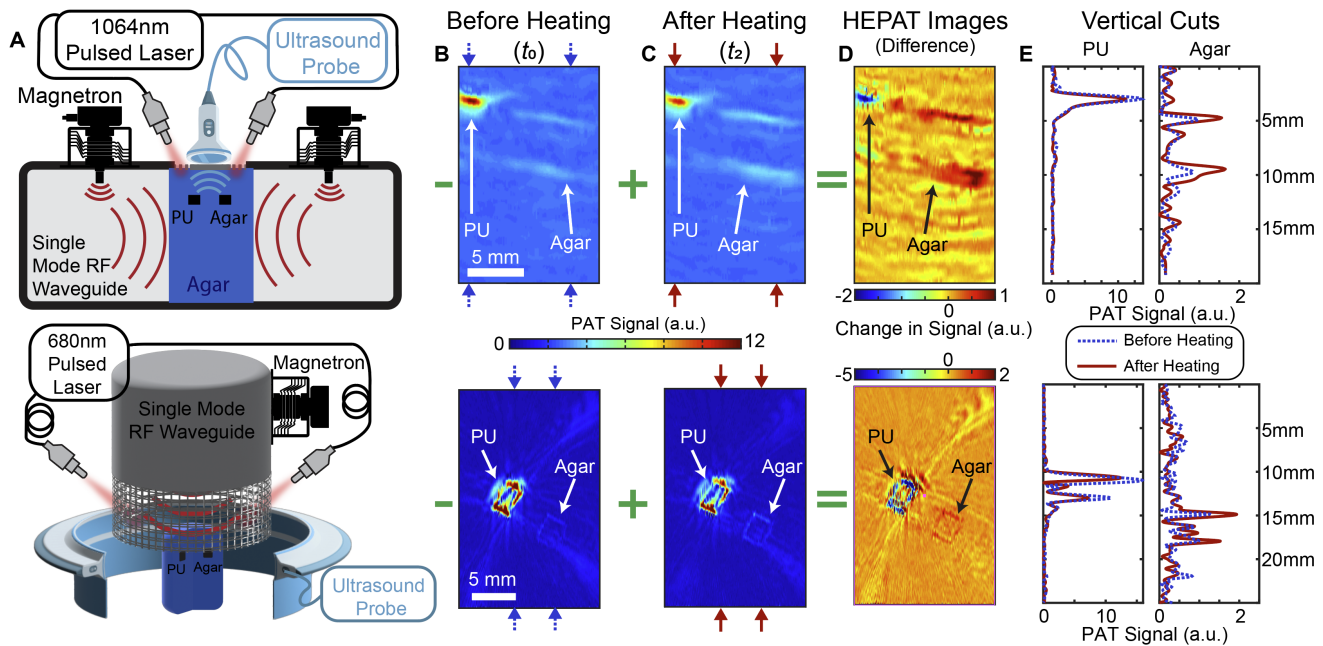 A
1064nm
Pulsed Laser
Ultrasound
Probe
Magnetron
PU
Agar
Single
Mode RF
Waveguide
Agar
680nm
Pulsed
Laser
Magnetron
Single Mode
RF Waveguide
PU
Agar
Ultrasound
Probe
Before Heating
B
(t₀)
PU
Agar
5 mm
After Heating
C
(t₂)
PU
Agar
HEPAT Images
D
(Difference)
PU
Agar
-2
1
0
Change in Signal (a.u.)
0
-5
2
PAT Signal (a.u.)
0
12
PU
Agar
5 mm
PU
Agar
PU
Agar
Vertical Cuts
E
PU
Agar
5mm
10mm
15mm
0
10
0
2
PAT Signal (a.u.)
Before Heating
After Heating
5mm
10mm
15mm
20mm
0
10
0
2
PAT Signal (a.u.)